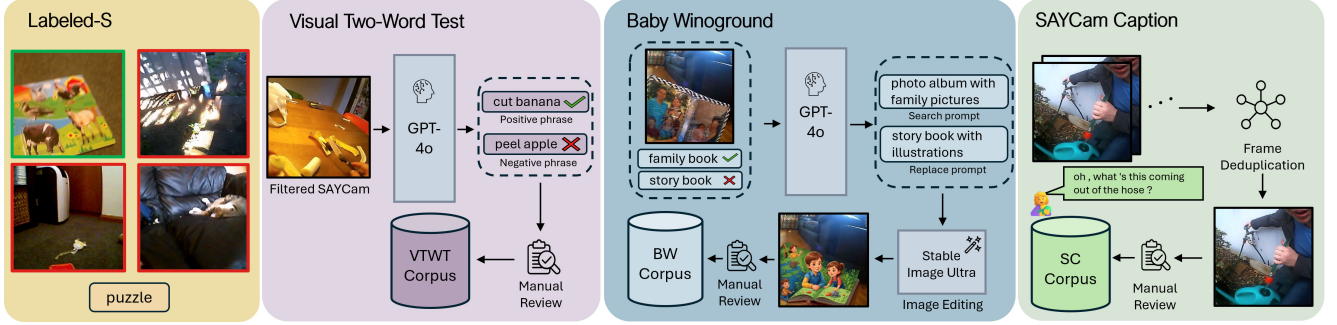 Labeled-S
puzzle
Visual Two-Word Test
Filtered SAYCam
GPT-
4o
cut banana
Positive phrase
peel apple
Negative phrase
Manual
Review
VTWT
Corpus
Baby Winoground
family book
story book
GPT-
4o
photo album with
family pictures
Search prompt
story book with
illustrations
Replace prompt
Stable
Image Ultra
Image Editing
Manual
Review
BW
Corpus
SAYCam Caption
oh , what 's this coming
out of the hose ?
Frame
Deduplication
Manual
Review
SC
Corpus